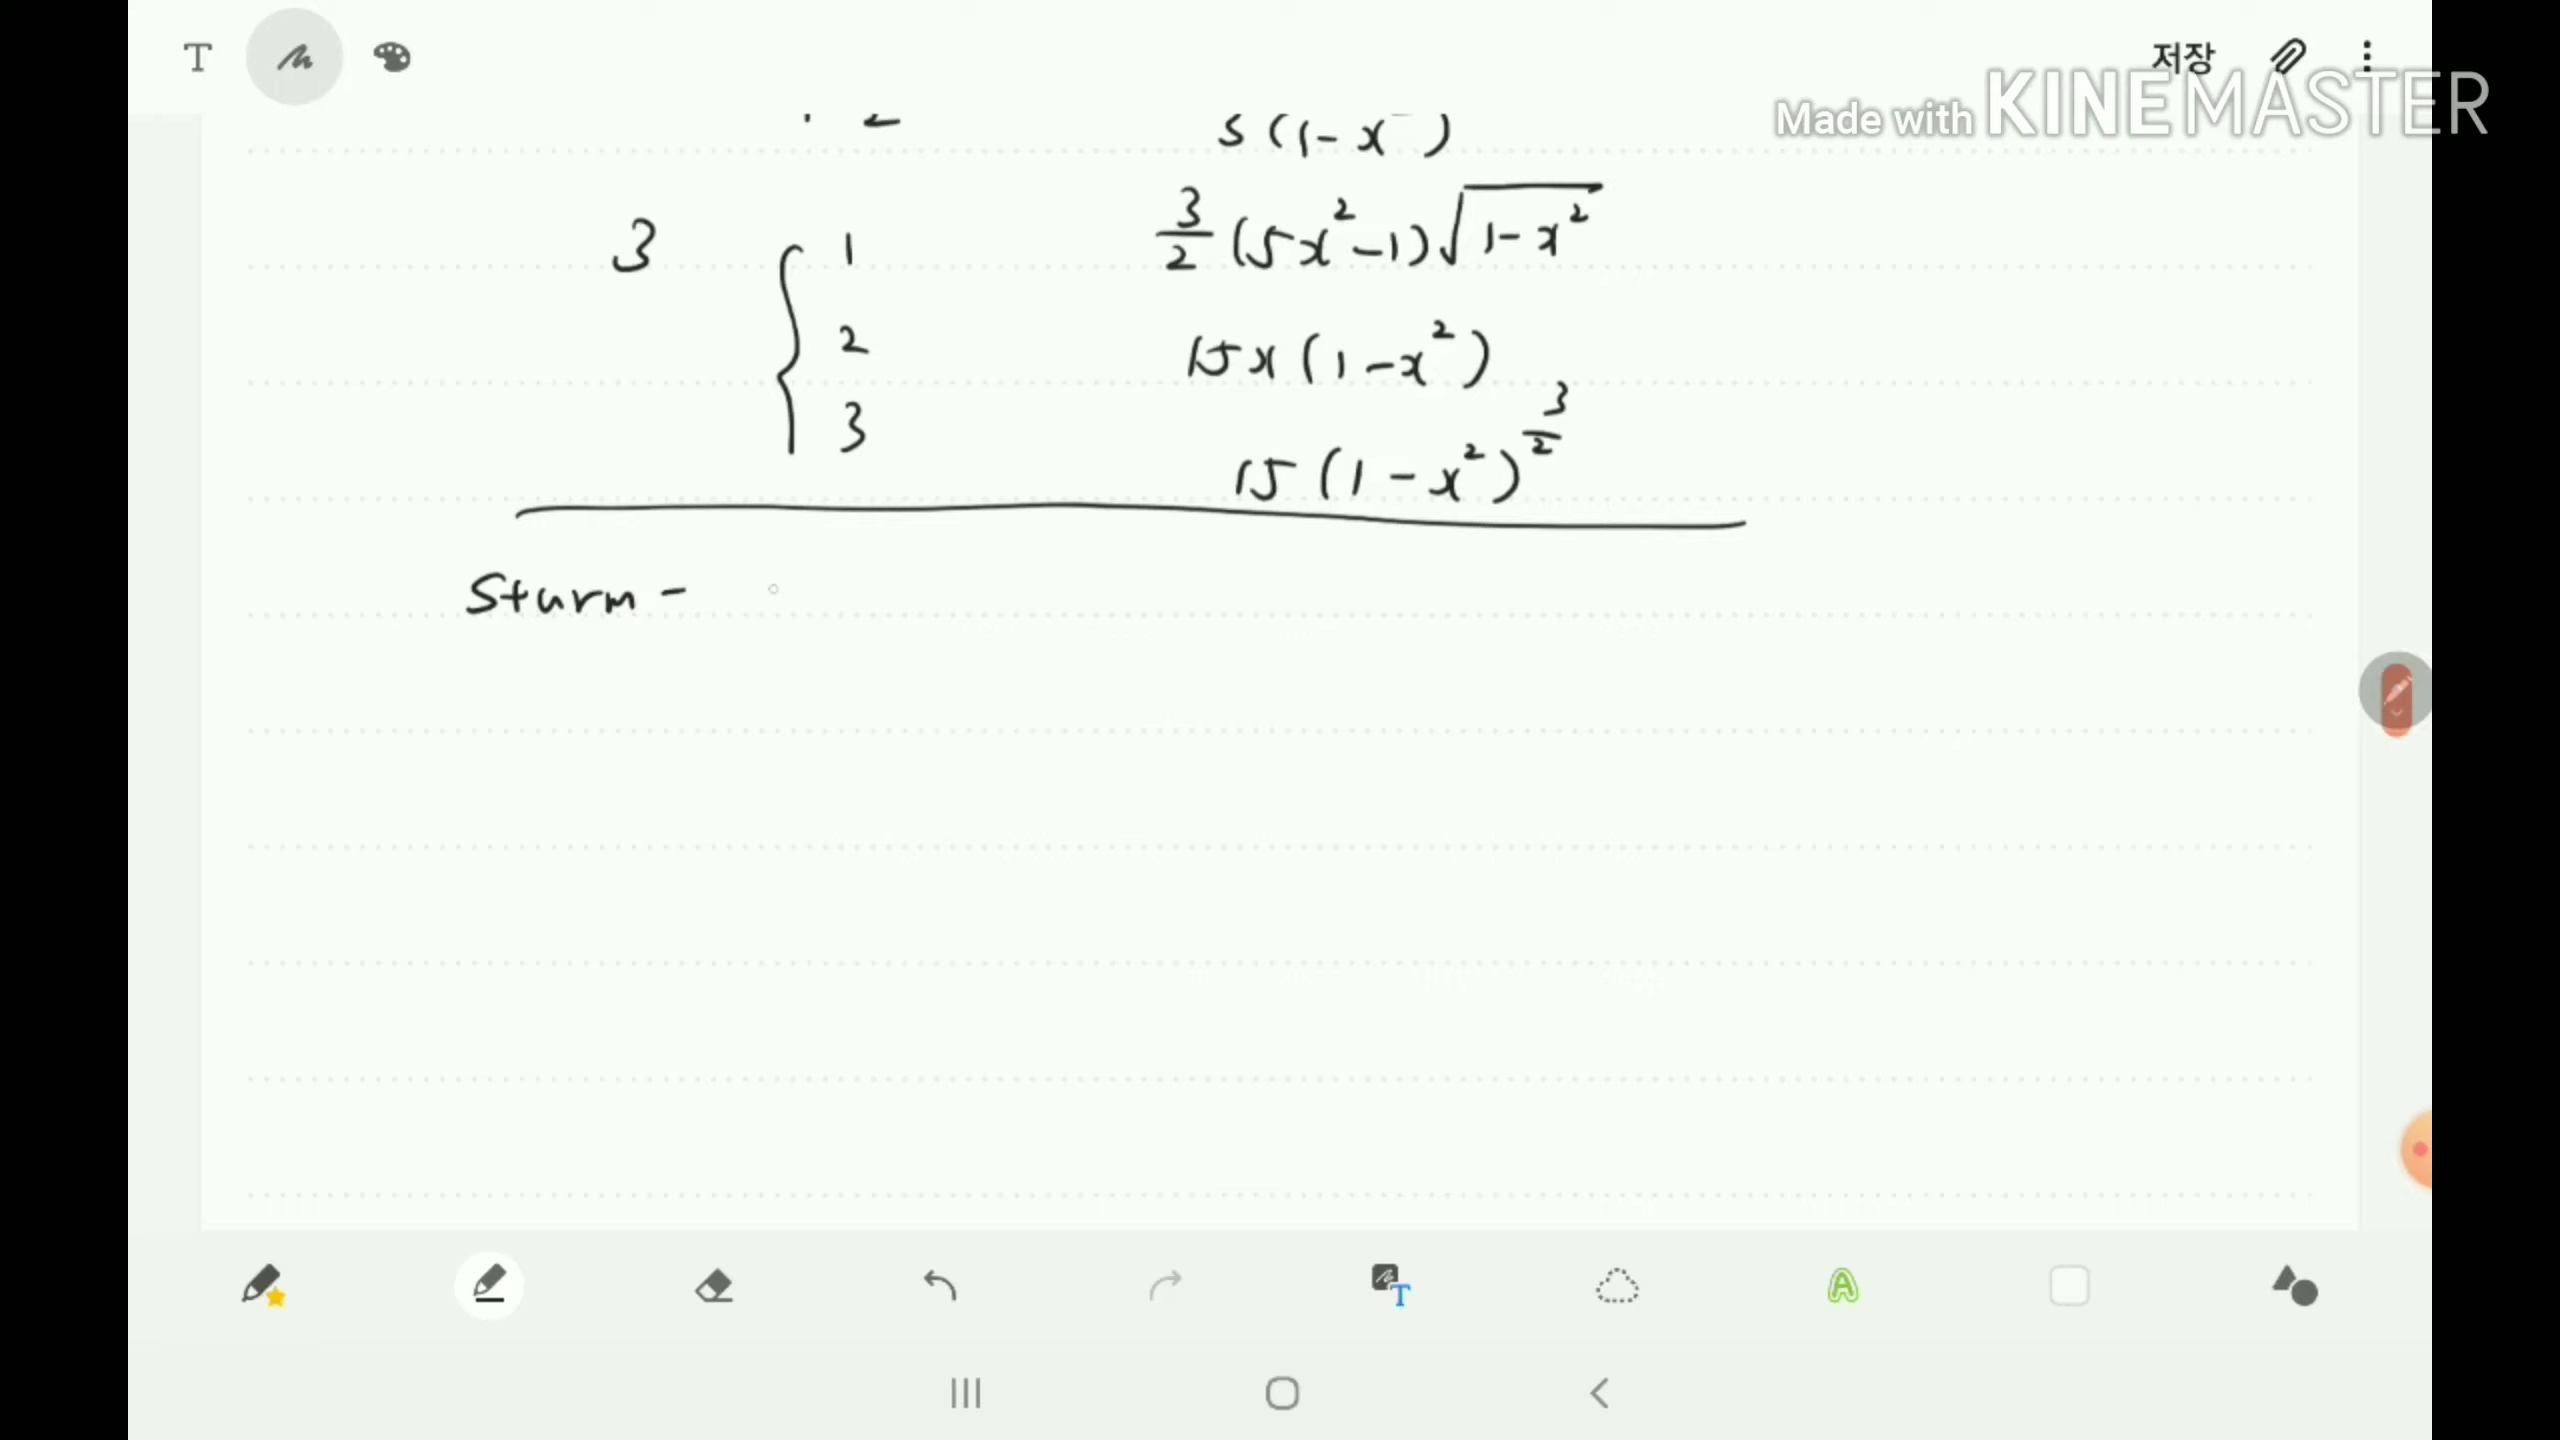 T 저장
Made with KINEMASTER
(1-x )
3 1 3/2 (5x²-1)√1-x²
2 15x(1-x²)
3 15(1-x²)^3/2
Sturm -